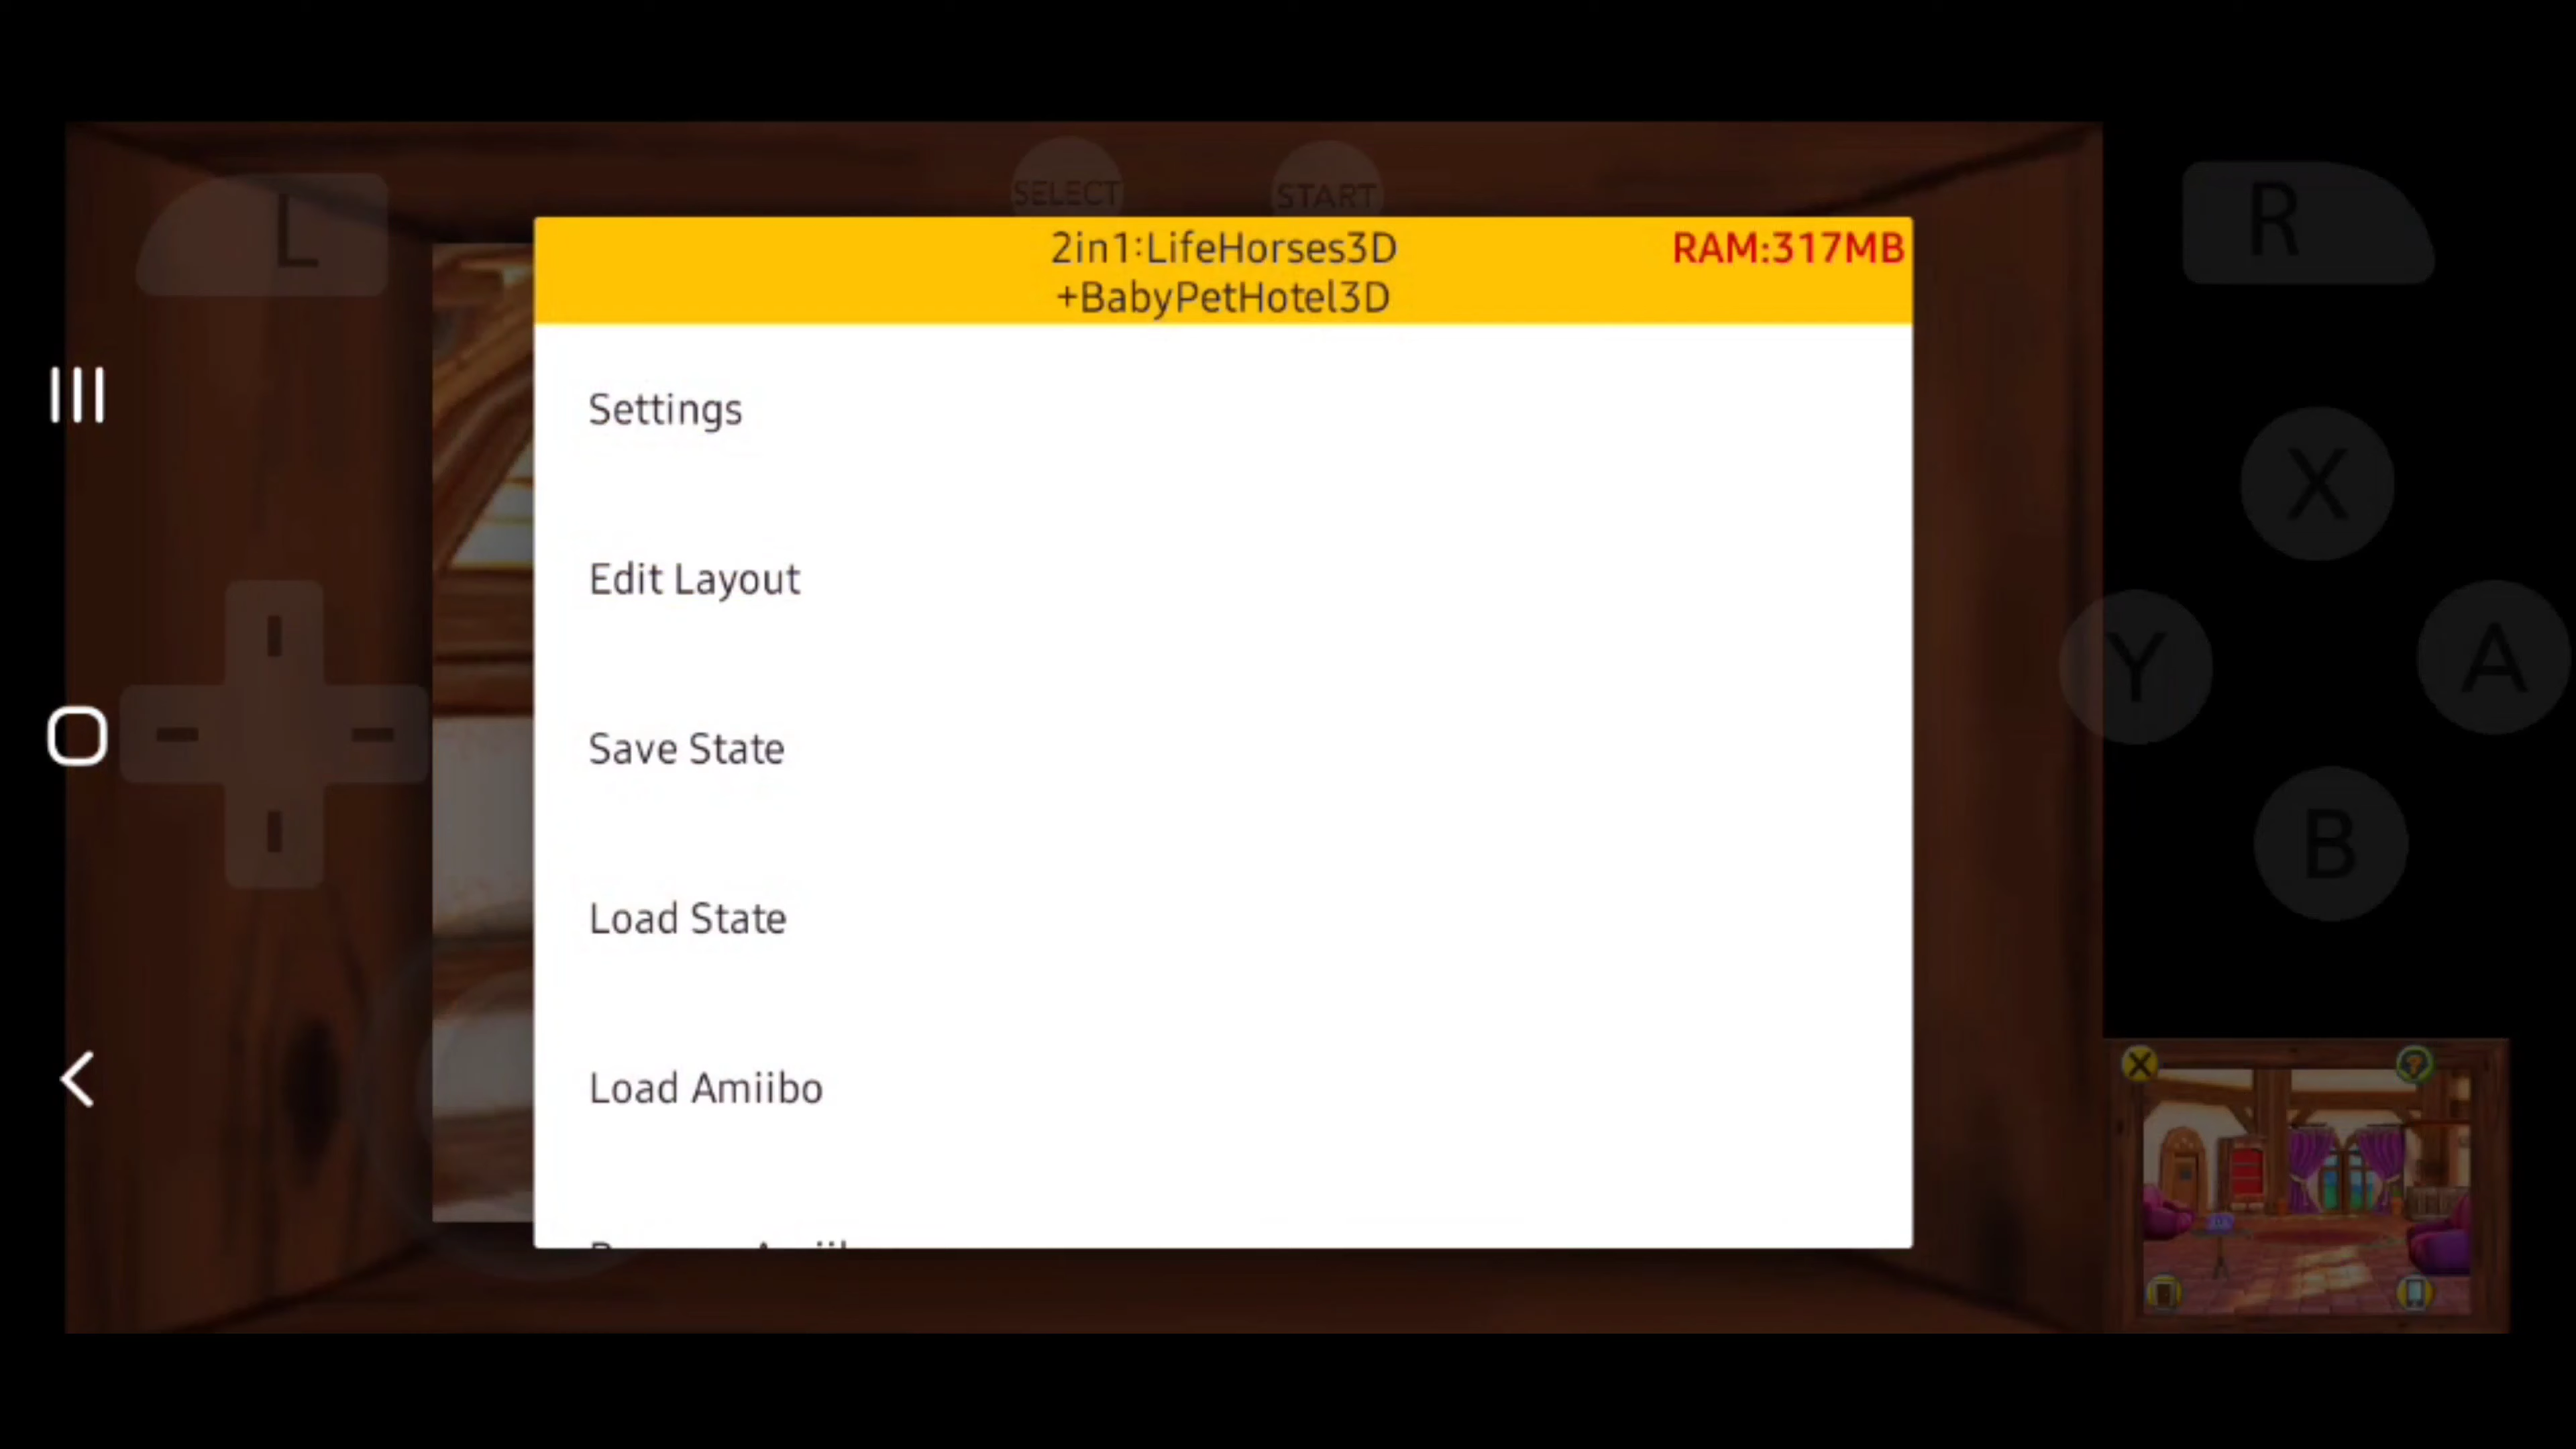 L
SELECT
START
R
2in1:LifeHorses3D
+BabyPetHotel3D
RAM:317MB
Settings
Edit Layout
Save State
Load State
Load Amiibo
X
Y
A
B